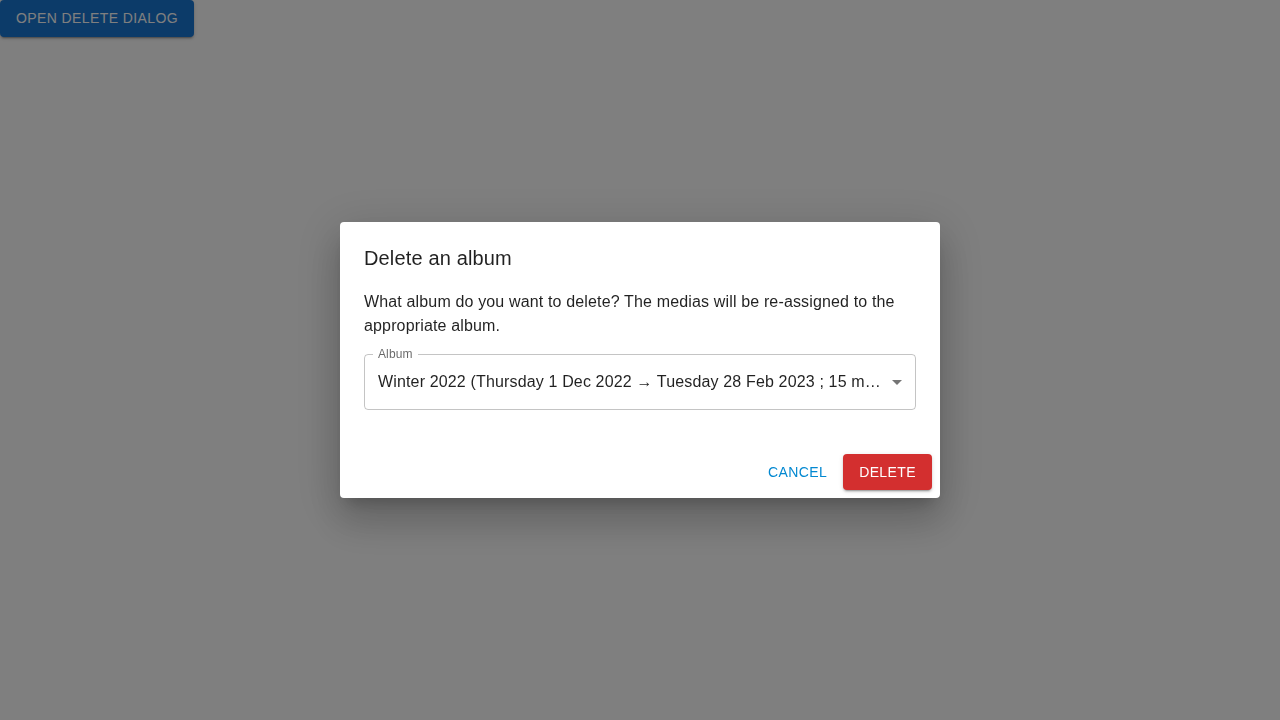 OPEN DELETE DIALOG
Delete an album
What album do you want to delete? The medias will be re-assigned to the
appropriate album.
Album
Winter 2022 (Thursday 1 Dec 2022 → Tuesday 28 Feb 2023 ; 15 m…
CANCEL
DELETE